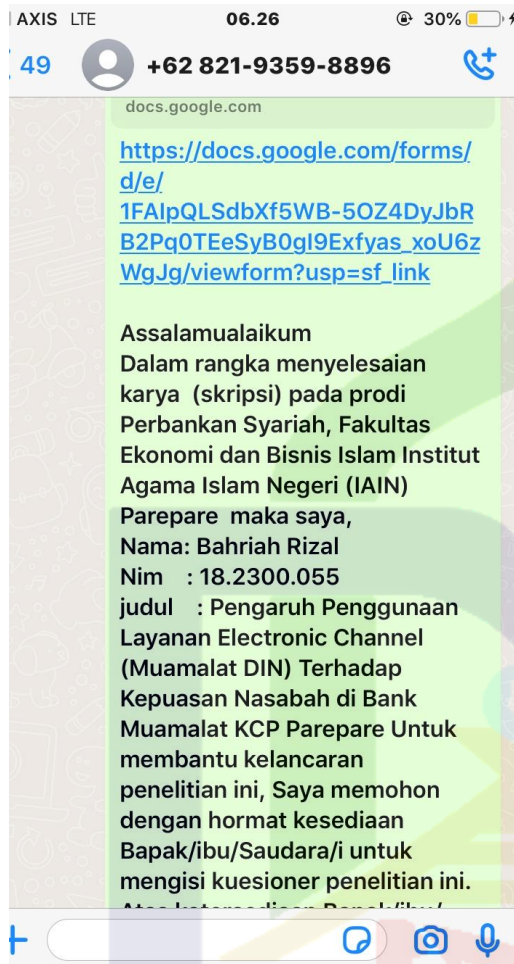 AXIS LTE 06.26 30%
49 +62 821-9359-8896
docs.google.com
https://docs.google.com/forms/
d/e/
1FAIpQLSdbXf5WB-5OZ4DyJbR
B2Pq0TEeSyB0gI9Exfyas_xoU6z
WgJg/viewform?usp=sf_link
Assalamualaikum
Dalam rangka menyelesaian
karya (skripsi) pada prodi
Perbankan Syariah, Fakultas
Ekonomi dan Bisnis Islam Institut
Agama Islam Negeri (IAIN)
Parepare maka saya,
Nama: Bahriah Rizal
Nim : 18.2300.055
judul : Pengaruh Penggunaan
Layanan Electronic Channel
(Muamalat DIN) Terhadap
Kepuasan Nasabah di Bank
Muamalat KCP Parepare Untuk
membantu kelancaran
penelitian ini, Saya memohon
dengan hormat kesediaan
Bapak/ibu/Saudara/i untuk
mengisi kuesioner penelitian ini.